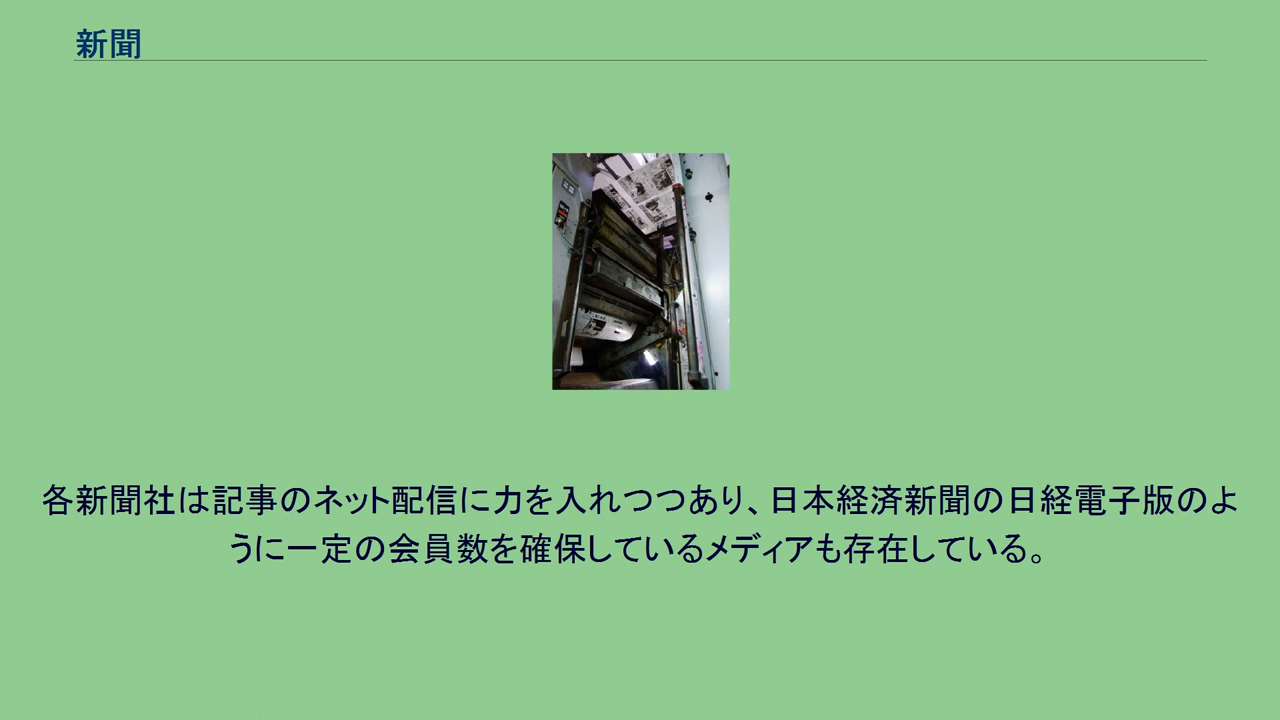 新聞
各新聞社は記事のネット配信に力を入れつつあり、日本経済新聞の日経電子版のよ
うに一定の会員数を確保しているメディアも存在している。